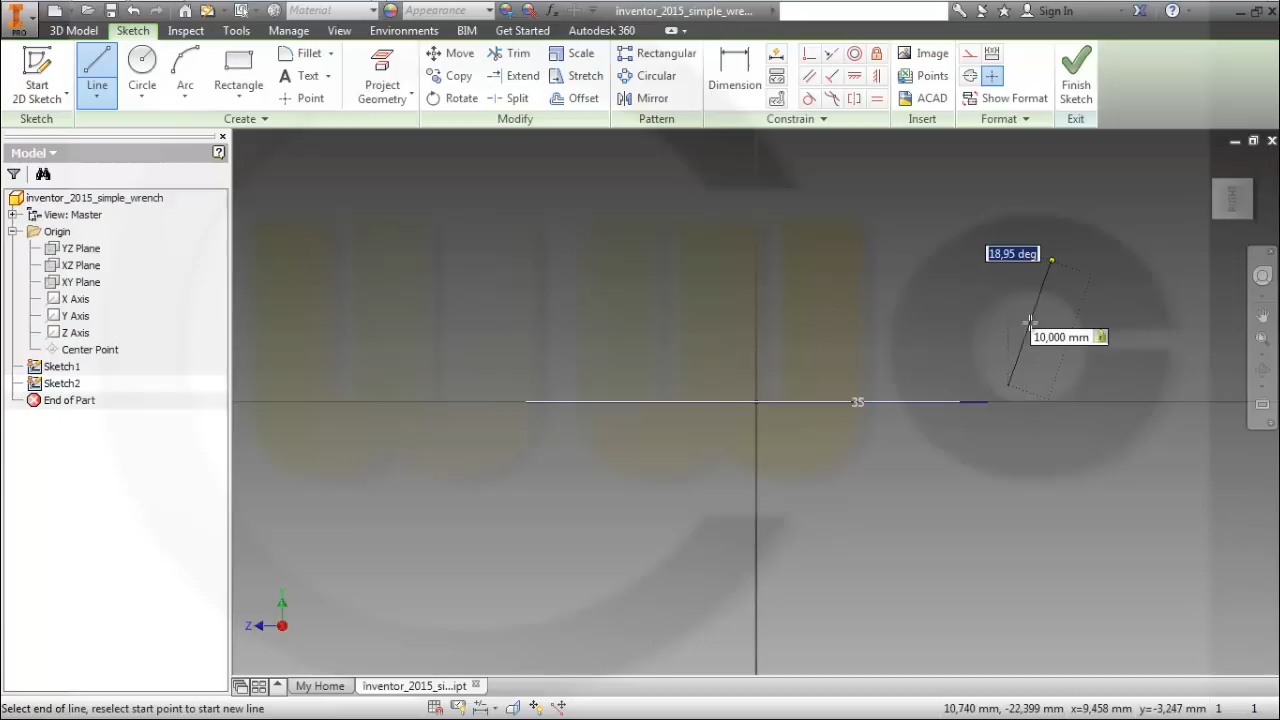 PRO
Material
Appearance
inventor_2015_simple_wre...
Sign In
3D Model Sketch Inspect Tools Manage View Environments BIM Get Started Autodesk 360
Start
2D Sketch
Line
Circle
Arc
Rectangle
Fillet
Text
Point
Project
Geometry
Move
Copy
Rotate
Trim
Extend
Split
Scale
Stretch
Offset
Rectangular
Circular
Mirror
Dimension
Image
Points
ACAD
Show Format
Finish
Sketch
Sketch Create Modify Pattern Constrain Insert Format Exit
Model
inventor_2015_simple_wrench
View: Master
Origin
YZ Plane
XZ Plane
XY Plane
X Axis
Y Axis
Z Axis
Center Point
Sketch1
Sketch2
End of Part
RIGHT
18,95 deg
10,000 mm
35
Y
Z
My Home inventor_2015_si...ipt
Select end of line, reselect start point to start new line 10,740 mm, -22,399 mm x=9,458 mm y=-3,247 mm 1 1